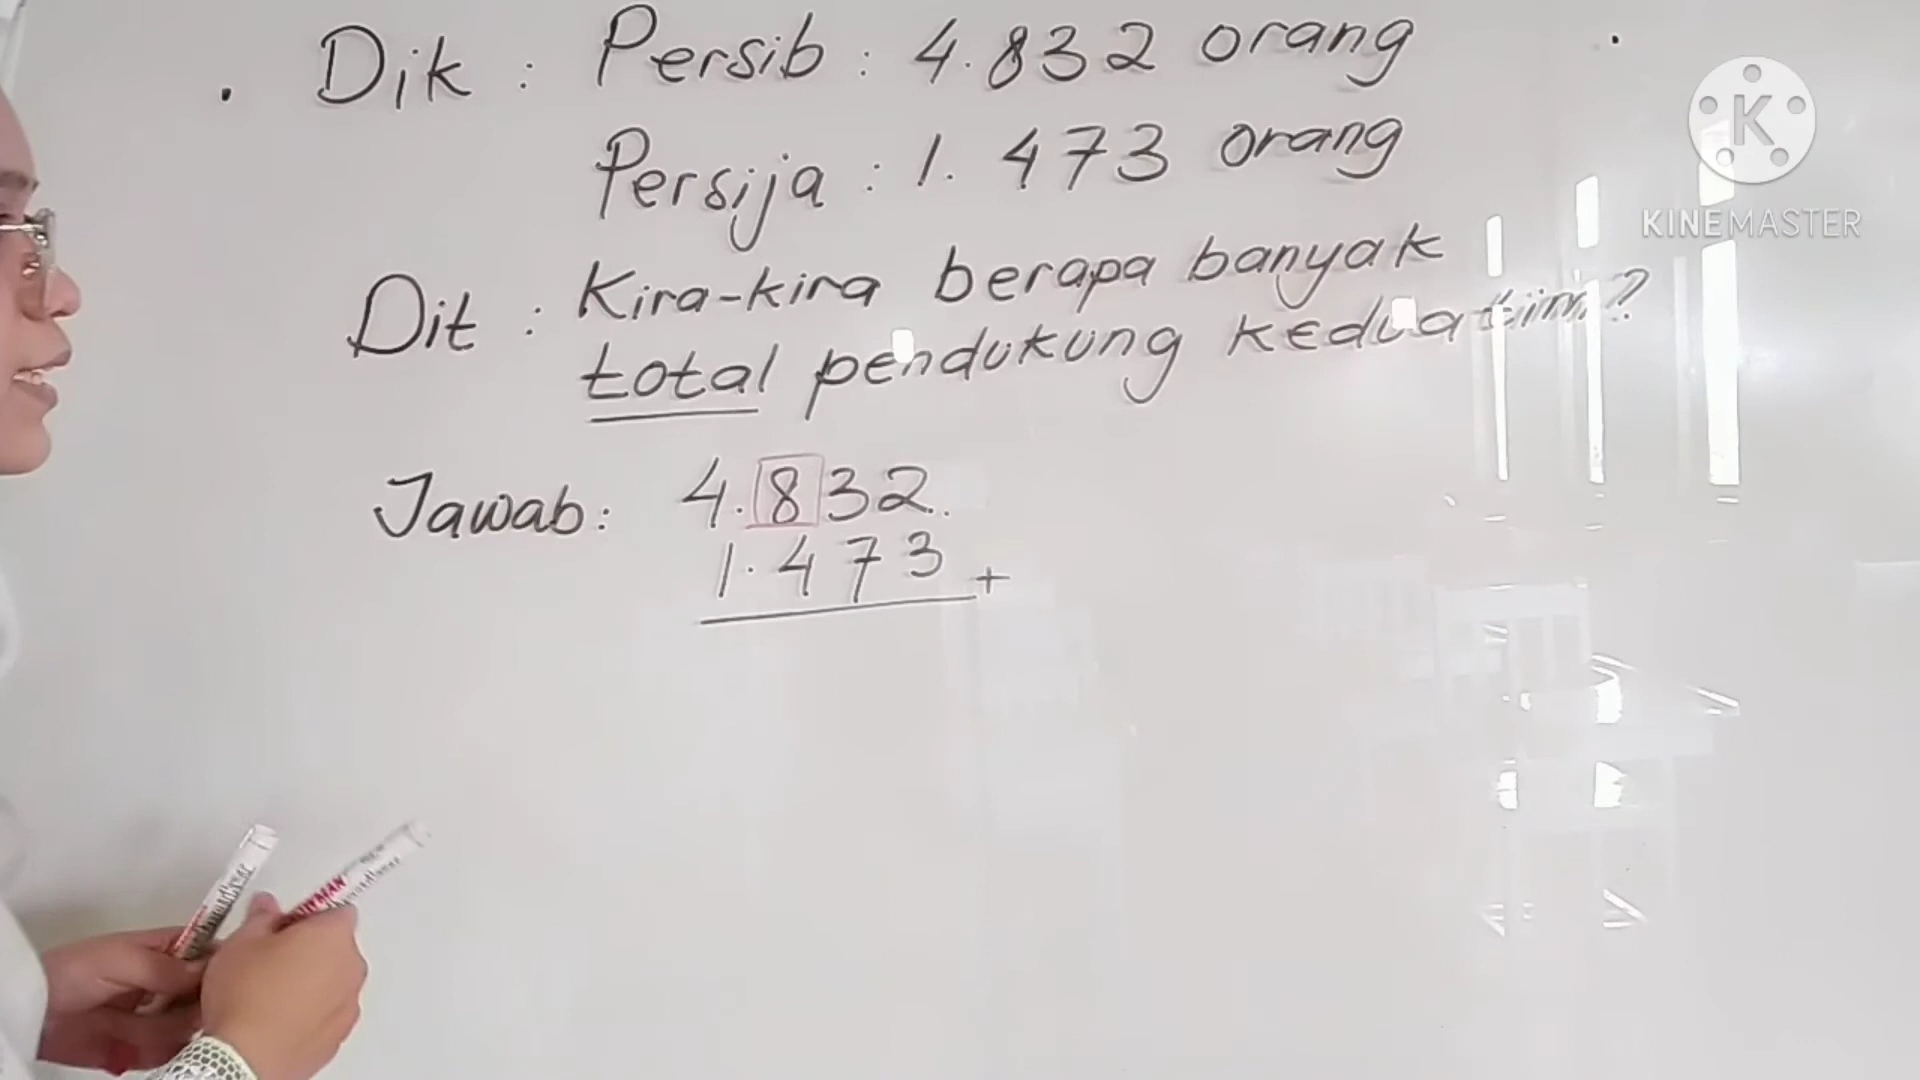 Dik : Persib : 4.832 orang
Persija : 1.473 orang
Dit : Kira-kira berapa banyak
total pendukung kedua tim?
Jawab: 4.832
1.473 +
K
KINEMASTER
SNOWMAN